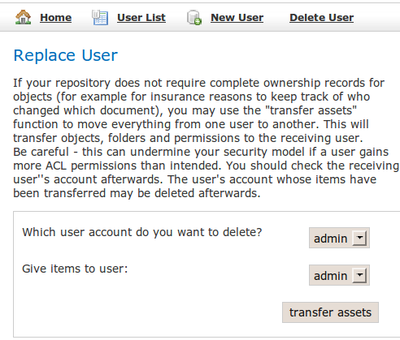 Home User List New User Delete User
Replace User
If your repository does not require complete ownership records for
objects (for example for insurance reasons to keep track of who
changed which document), you may use the "transfer assets"
function to move everything from one user to another. This will
transfer objects, folders and permissions to the receiving user.
Be careful - this can undermine your security model if a user gains
more ACL permissions than intended. You should check the receiving
user''s account afterwards. The user's account whose items have
been transferred may be deleted afterwards.
Which user account do you want to delete? admin
Give items to user: admin
transfer assets